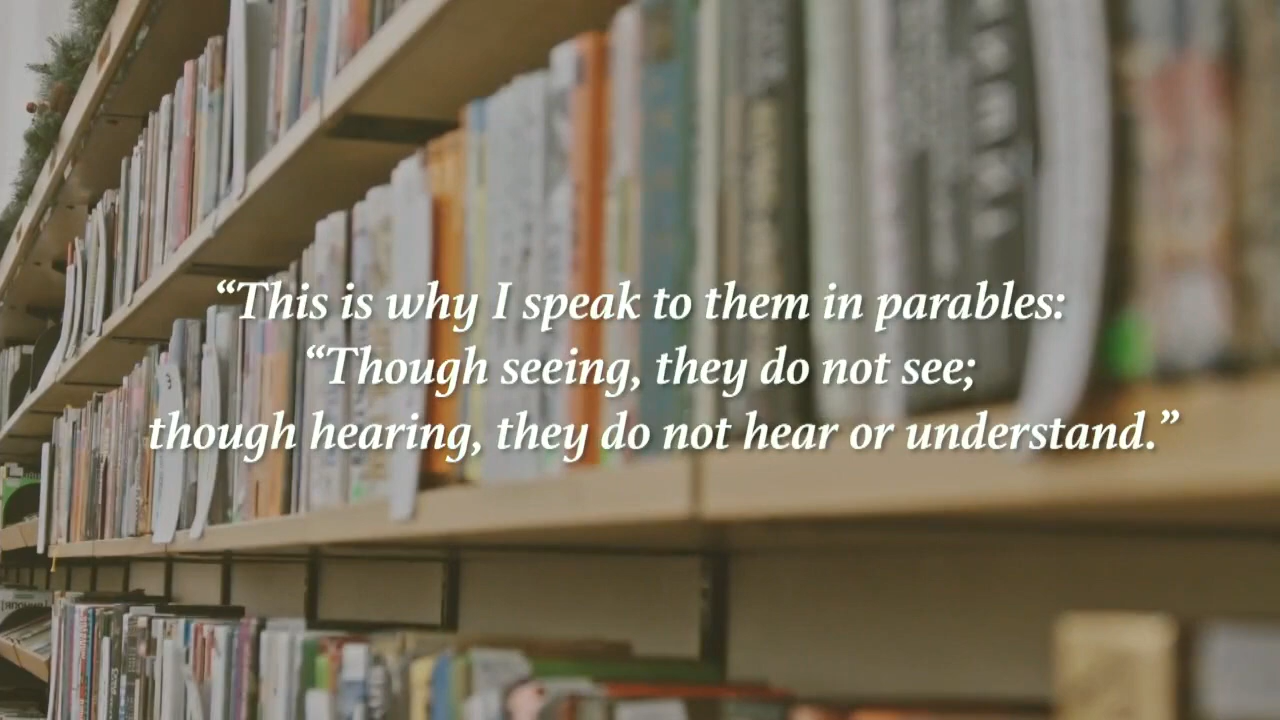 “This is why I speak to them in parables:
“Though seeing, they do not see;
though hearing, they do not hear or understand.”